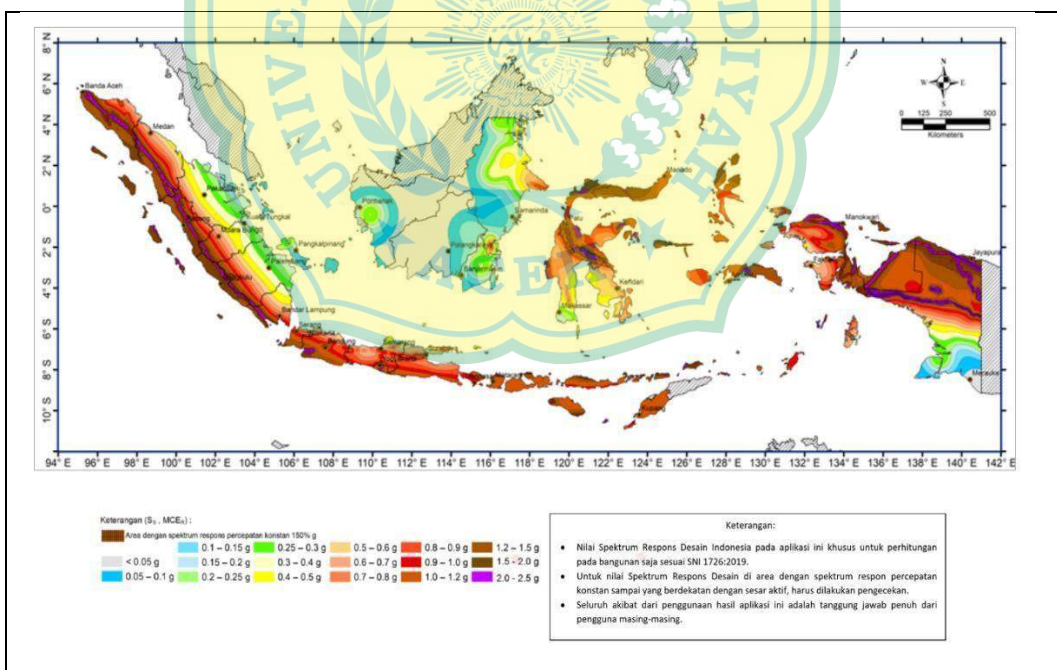 UNIVE
DIYAH
ACEH
8° N
6° N
4° N
2° N
0°
2° S
4° S
6° S
8° S
10° S
Banda Aceh
Medan
Pontianak
Samarinda
Manado
Palu
Manokwari
Jayapura
Pangkalpinang
Palembang
Banjarmasin
Kendari
Makassar
Bandar Lampung
Serang
Bandung
Semarang
Surabaya
Mataram
Kupang
Merauke
N
W
E
S
0 125 250 500
Kilometers
94° E 96° E 98° E 100° E 102° E 104° E 106° E 108° E 110° E 112° E 114° E 116° E 118° E 120° E 122° E 124° E 126° E 128° E 130° E 132° E 134° E 136° E 138° E 140° E 142° E
Keterangan (SS , MCER) :
Area dengan spektrum respons percepatan konstan 150% g
0.1 – 0.15 g 0.25 – 0.3 g 0.5 – 0.6 g 0.8 – 0.9 g 1.2 – 1.5 g
< 0.05 g 0.15 – 0.2 g 0.3 – 0.4 g 0.6 – 0.7 g 0.9 – 1.0 g 1.5 - 2.0 g
0.05 – 0.1 g 0.2 – 0.25 g 0.4 – 0.5 g 0.7 – 0.8 g 1.0 – 1.2 g 2.0 - 2.5 g
Keterangan:
• Nilai Spektrum Respons Desain Indonesia pada aplikasi ini khusus untuk perhitungan
pada bangunan saja sesuai SNI 1726:2019.
• Untuk nilai Spektrum Respons Desain di area dengan spektrum respon percepatan
konstan sampai yang berdekatan dengan sesar aktif, harus dilakukan pengecekan.
• Seluruh akibat dari penggunaan hasil aplikasi ini adalah tanggung jawab penuh dari
pengguna masing-masing.